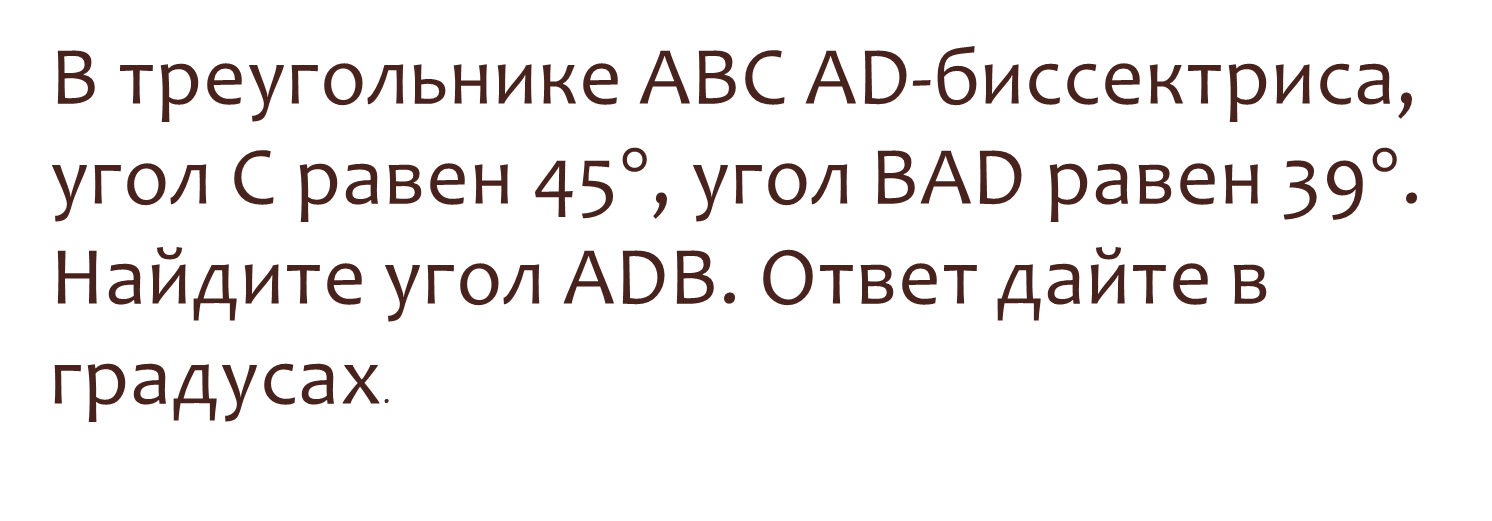 В треугольнике ABC AD-биссектриса,
угол C равен 45°, угол BAD равен 39°.
Найдите угол ADB. Ответ дайте в
градусах.